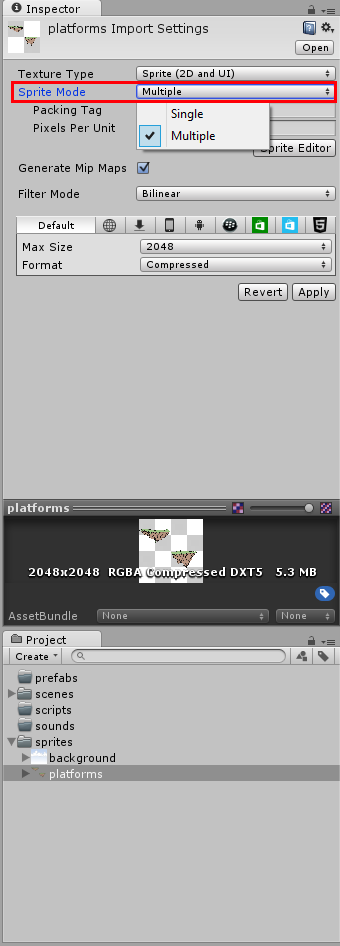 Inspector
platforms Import Settings
Open
Texture Type Sprite (2D and UI)
Sprite Mode Multiple
Packing Tag Single
Pixels Per Unit Multiple
Sprite Editor
Generate Mip Maps
Filter Mode Bilinear
Default
Max Size 2048
Format Compressed
Revert Apply
platforms
2048x2048 RGBA Compressed DXT5 5.3 MB
AssetBundle None None
Project
Create
prefabs
scenes
scripts
sounds
sprites
background
platforms